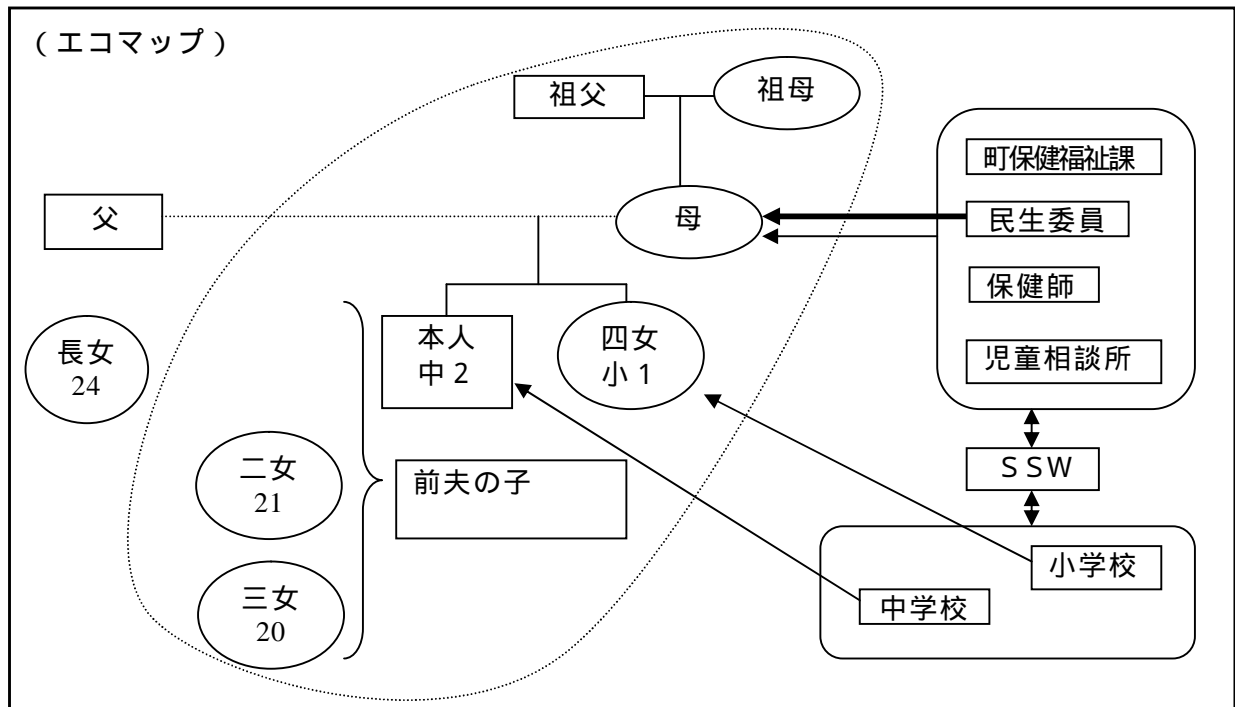 （エコマップ）
祖父
祖母
町保健福祉課
父
母
民生委員
保健師
長女
24
本人
中２
四女
小１
児童相談所
二女
21
前夫の子
ＳＳＷ
三女
20
小学校
中学校